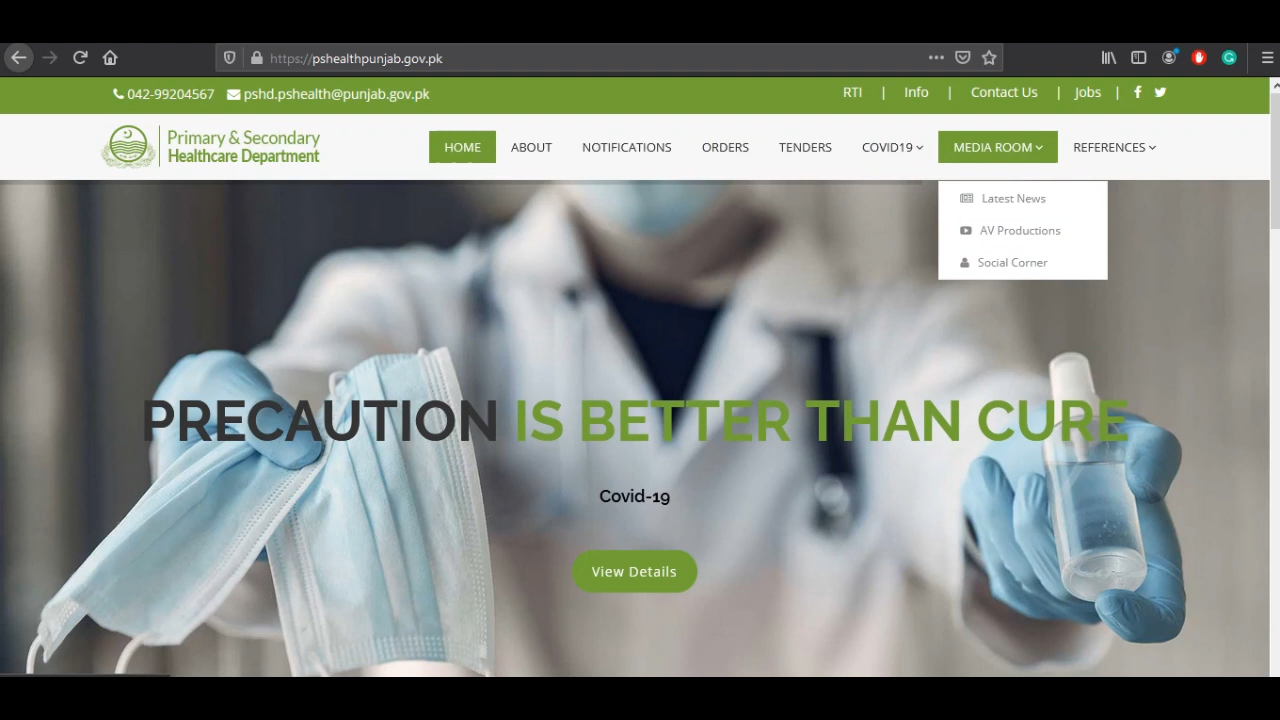 https://pshealthpunjab.gov.pk
042-99204567 pshd.pshealth@punjab.gov.pk RTI | Info | Contact Us | Jobs |
Primary & Secondary
Healthcare Department
HOME ABOUT NOTIFICATIONS ORDERS TENDERS COVID19 MEDIA ROOM REFERENCES
Latest News
AV Productions
Social Corner
PRECAUTION IS BETTER THAN CURE
Covid-19
View Details